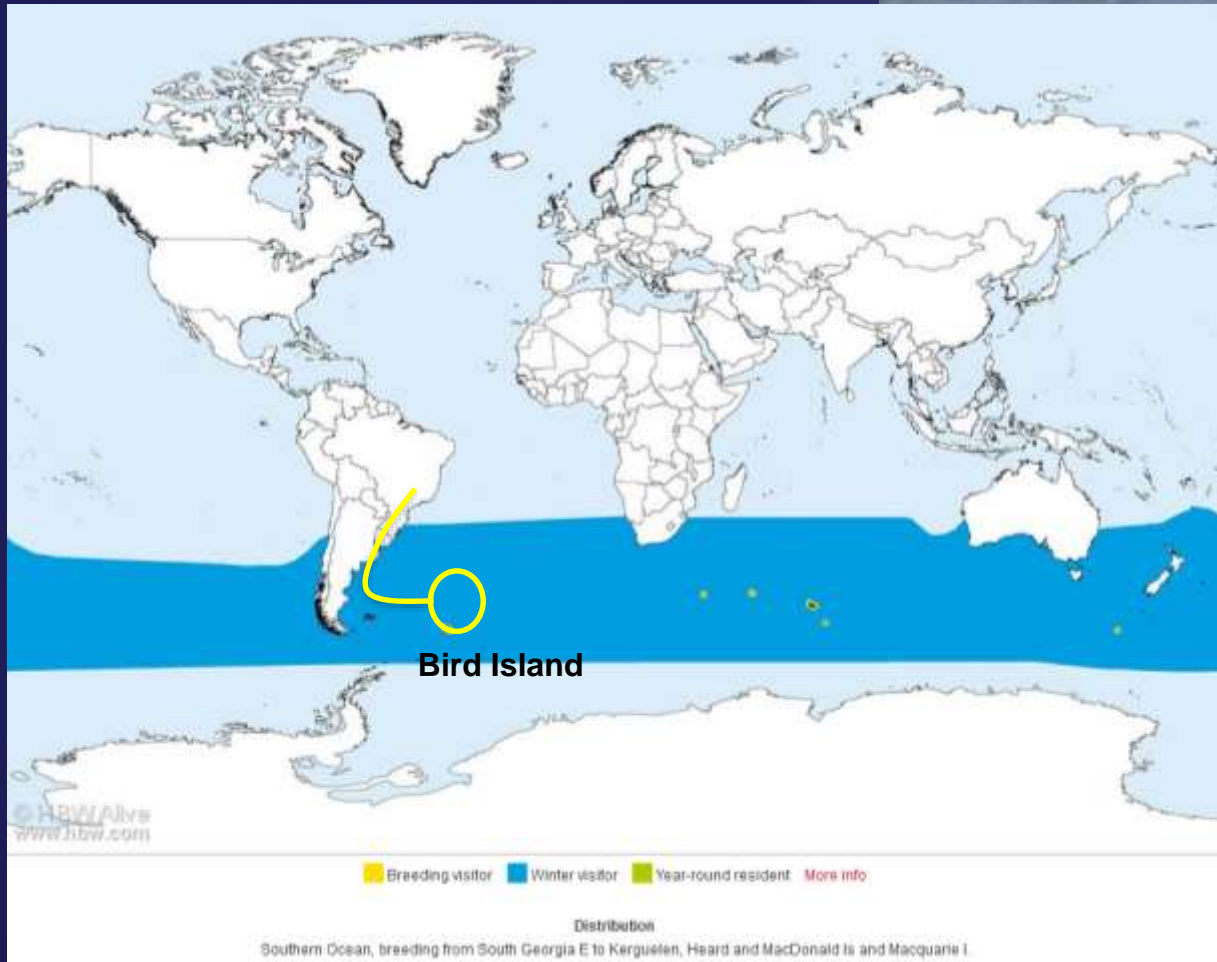 Bird Island
© HBW Alive
www.hbw.com
Breeding visitor Winter visitor Year-round resident More info
Distribution
Southern Ocean, breeding from South Georgia E to Kerguelen, Heard and MacDonald Is and Macquarie I.